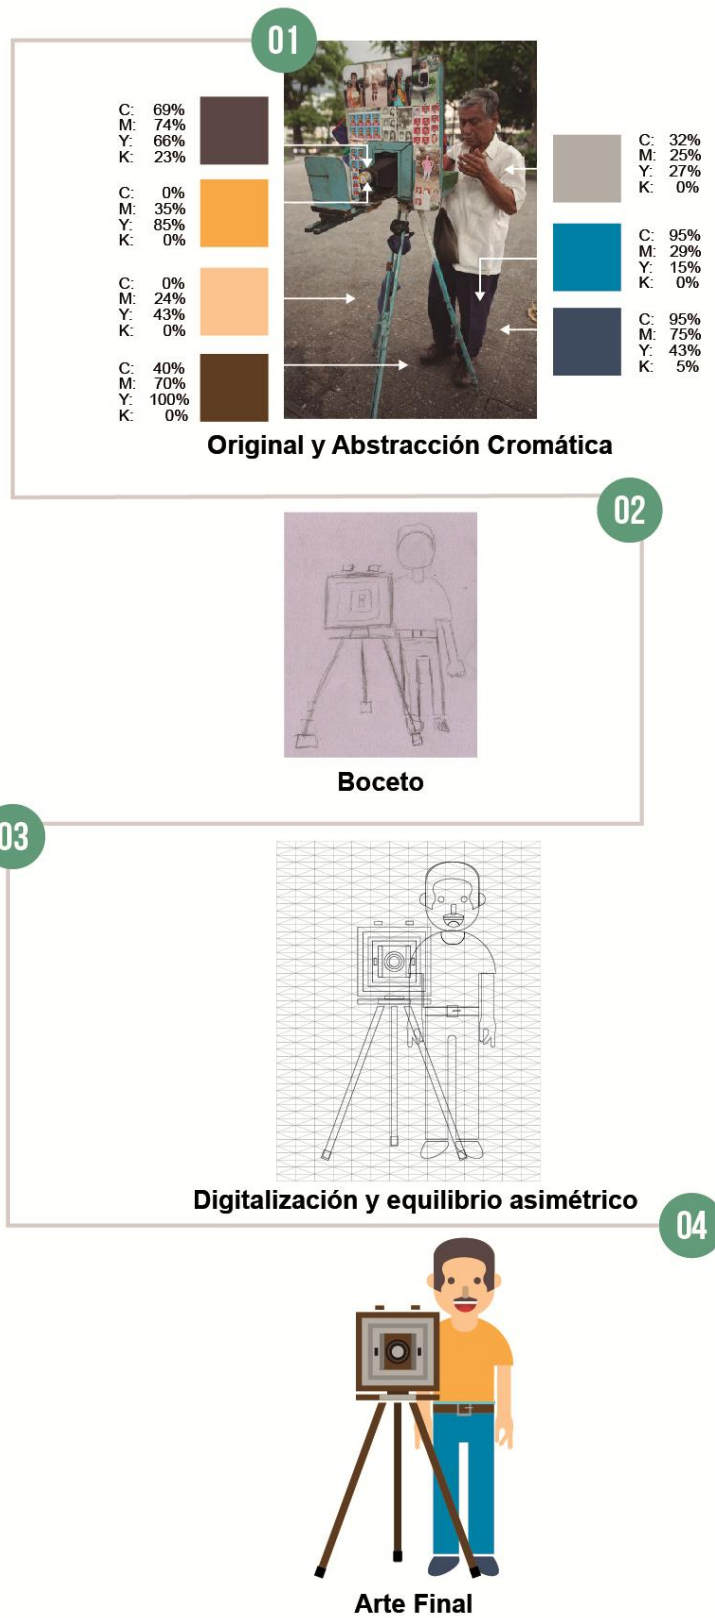 01
C: 69%
M: 74%
Y: 66%
K: 23%
C: 0%
M: 35%
Y: 85%
K: 0%
C: 0%
M: 24%
Y: 43%
K: 0%
C: 40%
M: 70%
Y: 100%
K: 0%
C: 32%
M: 25%
Y: 27%
K: 0%
C: 95%
M: 29%
Y: 15%
K: 0%
C: 95%
M: 75%
Y: 43%
K: 5%
Original y Abstracción Cromática
02
Boceto
03
Digitalización y equilibrio asimétrico
04
Arte Final